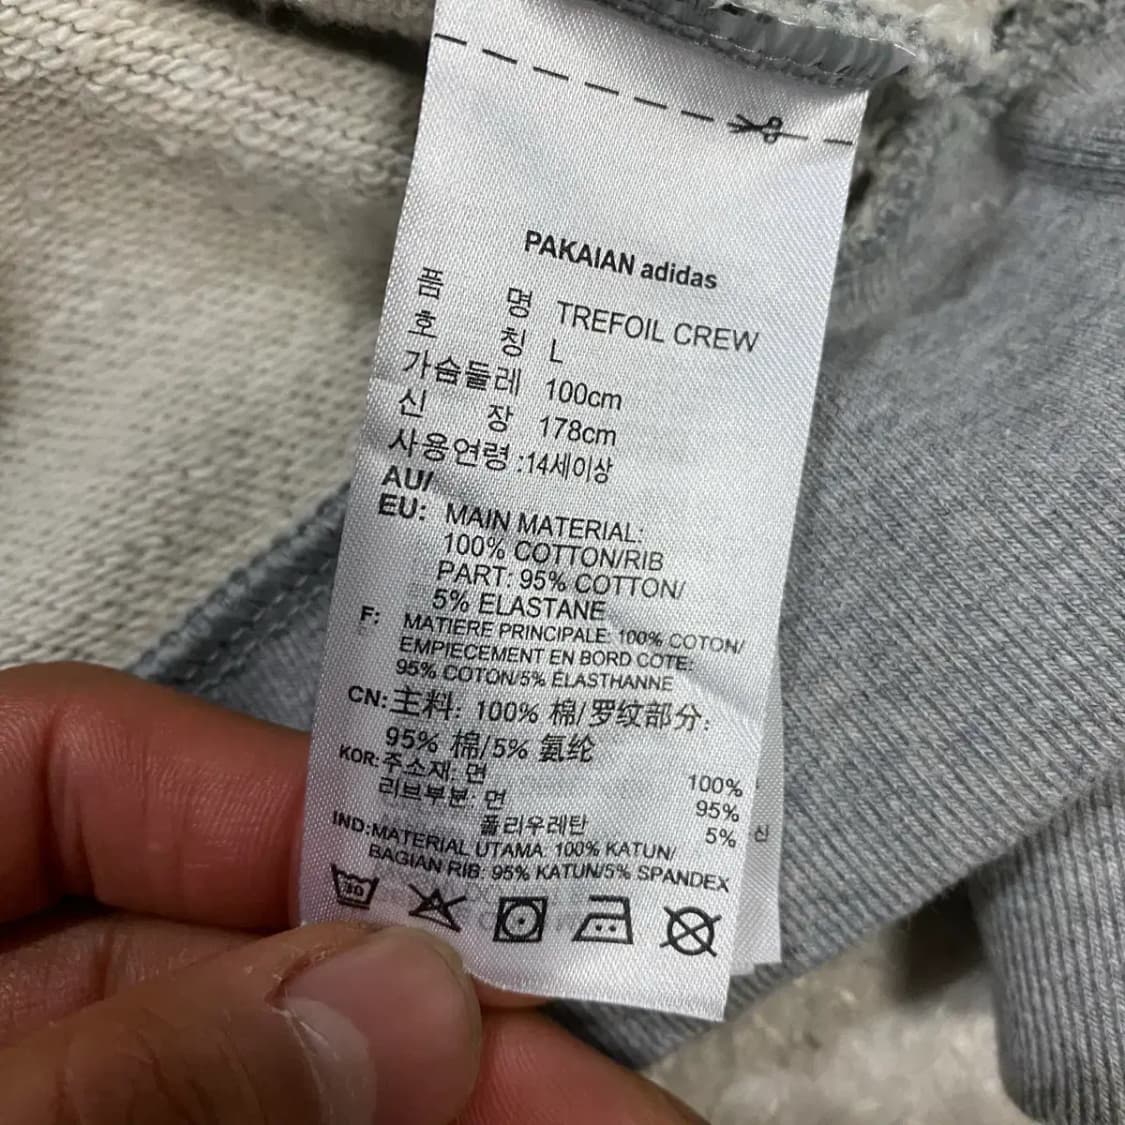 PAKAIAN adidas
품 명 TREFOIL CREW
호 칭 L
가슴둘레 100cm
신 장 178cm
사용연령 :14세이상
AU/
EU: MAIN MATERIAL:
100% COTTON/RIB
PART: 95% COTTON/
5% ELASTANE
F: MATIERE PRINCIPALE: 100% COTON/
EMPIECEMENT EN BORD COTE:
95% COTON/5% ELASTHANNE
CN: 主料: 100% 棉/罗纹部分:
95% 棉/5% 氨纶
KOR: 주소재: 면 100%
리브부분: 면 95%
폴리우레탄 5%
IND: MATERIAL UTAMA: 100% KATUN/
BAGIAN RIB: 95% KATUN/5% SPANDEX
30
신